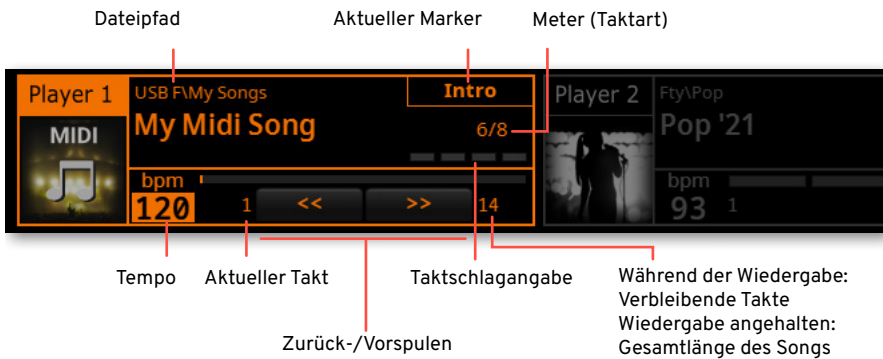 Dateipfad
Aktueller Marker
Meter (Taktart)
Player 1
USB F\My Songs
Intro
Player 2
Fty\Pop
MIDI
My Midi Song
6/8
Pop '21
bpm
120
1
<<
>>
14
bpm
93
1
Tempo
Aktueller Takt
Taktschlagangabe
Während der Wiedergabe:
Verbleibende Takte
Wiedergabe angehalten:
Gesamtlänge des Songs
Zurück-/Vorspulen